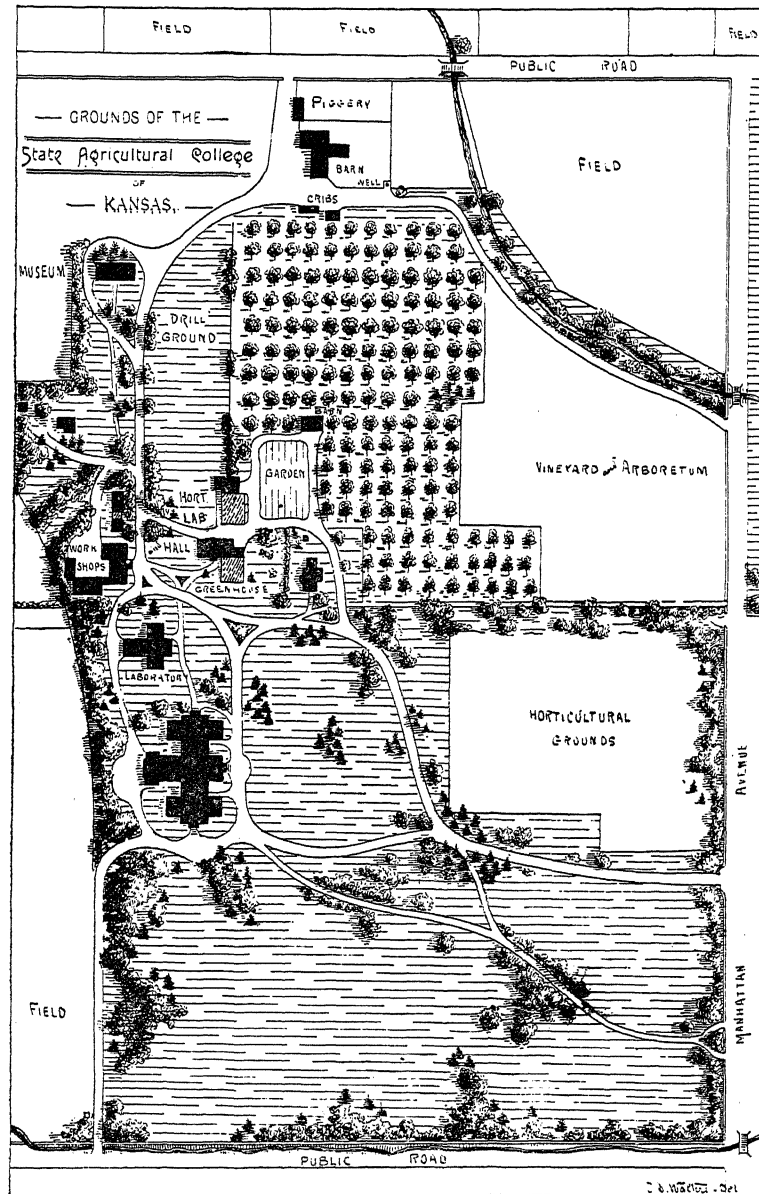 FIELD
FIELD
FIELD
PUBLIC ROAD
GROUNDS OF THE
State Agricultural College
OF
KANSAS.
PIGGERY
BARN
WELL
CRIBS
FIELD
MUSEUM
DRILL
GROUND
BARN
VINEYARD and ARBORETUM
GARDEN
HORT.
LAB
HALL
WORK
SHOPS
GREENHOUSE
LABORATORY
HORTICULTURAL
GROUNDS
MANHATTAN AVENUE
FIELD
PUBLIC ROAD